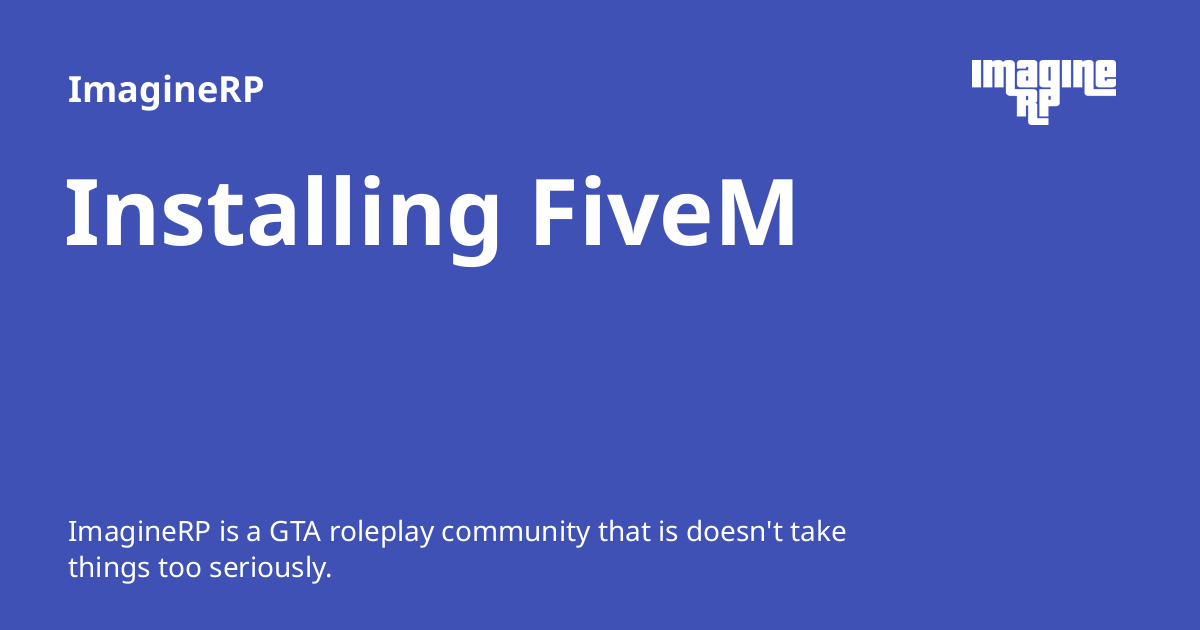 ImagineRP
Imagine
RP
Installing FiveM
ImagineRP is a GTA roleplay community that is doesn't take
things too seriously.